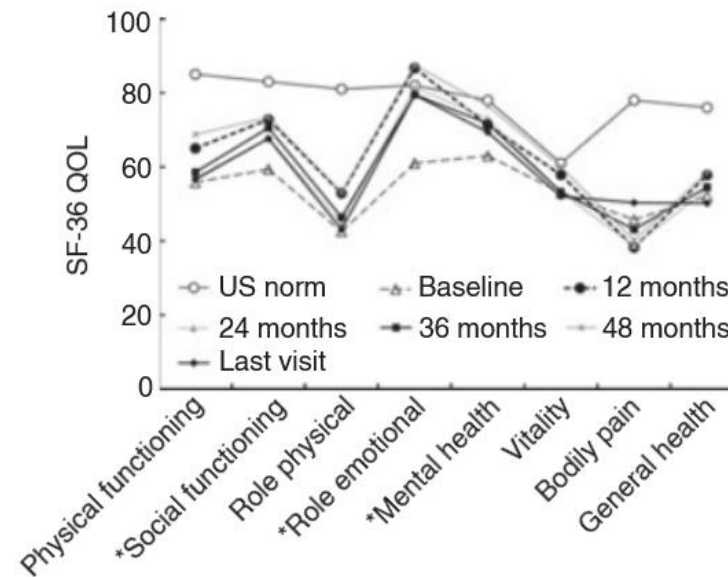 100
80
60
40
20
0
SF-36 QOL
US norm Baseline 12 months
24 months 36 months 48 months
Last visit
Physical functioning
*Social functioning
Role physical
*Role emotional
*Mental health
Vitality
Bodily pain
General health